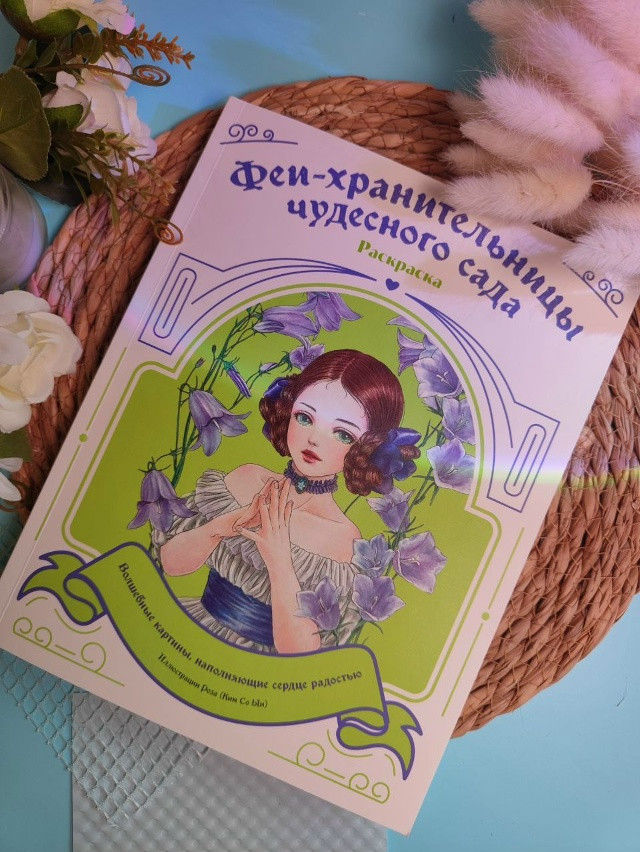 Феи-хранительницы
чудесного сада
Раскраска
Волшебные картины, наполняющие сердце радостью
Иллюстрации Роза (Ким Со Ын)